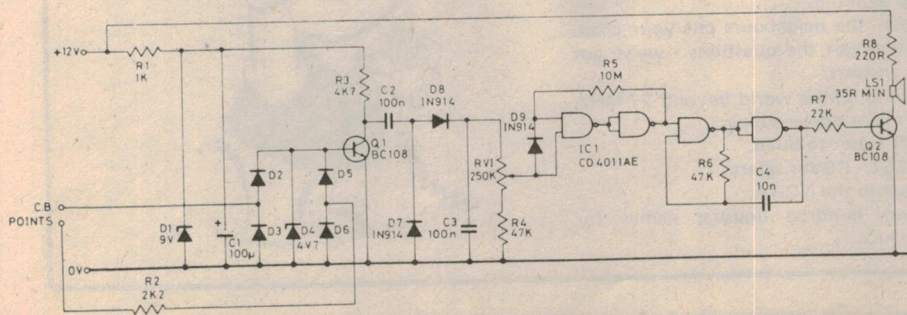 the neighbours
+12V
R1
1K
R3
4K7
C2
100n
D8
1N914
R5
10M
R8
220R
LS1
35R MIN
D9
1N914
R7
22K
Q1
BC108
IC1
CD4011AE
Q2
BC108
D2
D5
RV1
250K
R6
47K
C4
10n
C.B.
POINTS
D1
9V
+
C1
100µ
D3
D4
4V7
D6
D7
1N914
C3
100n
R4
47K
0V
R2
2K2